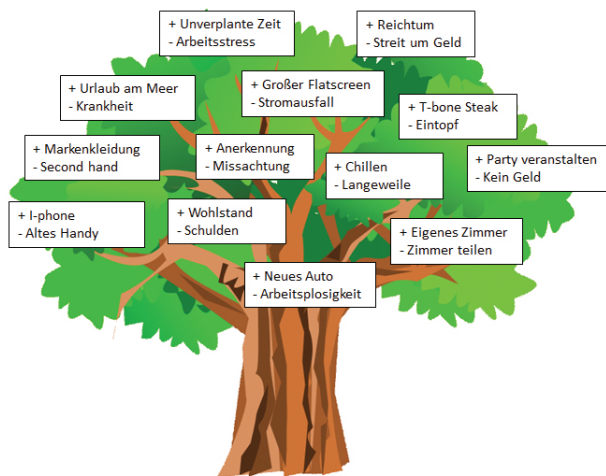 + Unverplante Zeit
- Arbeitsstress
+ Reichtum
- Streit um Geld
+ Urlaub am Meer
- Krankheit
+ Großer Flatscreen
- Stromausfall
+ T-bone Steak
- Eintopf
+ Markenkleidung
- Second hand
+ Anerkennung
- Missachtung
+ Chillen
- Langeweile
+ Party veranstalten
- Kein Geld
+ I-phone
- Altes Handy
+ Wohlstand
- Schulden
+ Eigenes Zimmer
- Zimmer teilen
+ Neues Auto
- Arbeitsplosigkeit